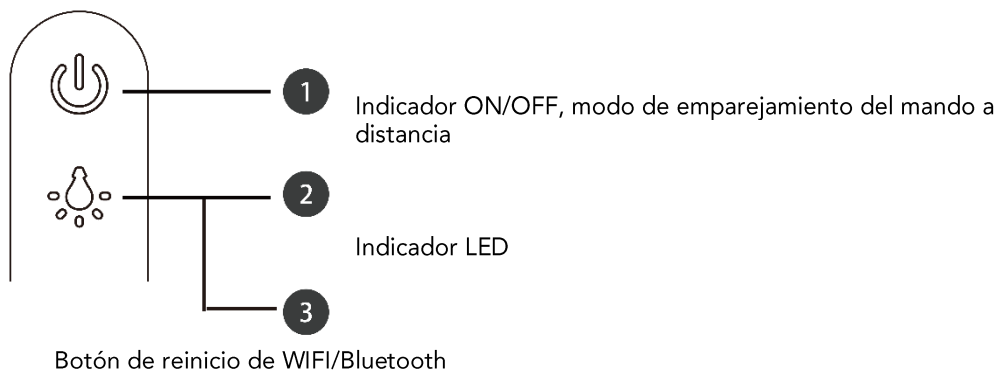 1
Indicador ON/OFF, modo de emparejamiento del mando a
distancia
2
Indicador LED
3
Botón de reinicio de WIFI/Bluetooth